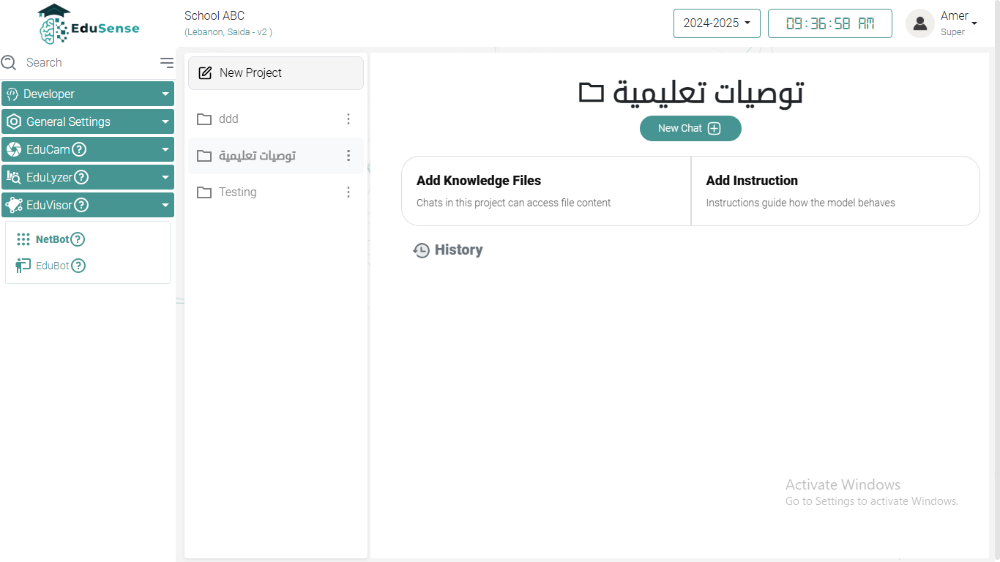 EduSense
School ABC
(Lebanon, Saida - v2 )
2024-2025
09:36:58 AM
Amer
Super
Search
Developer
General Settings
EduCam ?
EduLyzer ?
EduVisor ?
NetBot ?
EduBot ?
New Project
ddd
توصيات تعليمية
Testing
توصيات تعليمية
New Chat
Add Knowledge Files
Chats in this project can access file content
Add Instruction
Instructions guide how the model behaves
History
Activate Windows
Go to Settings to activate Windows.